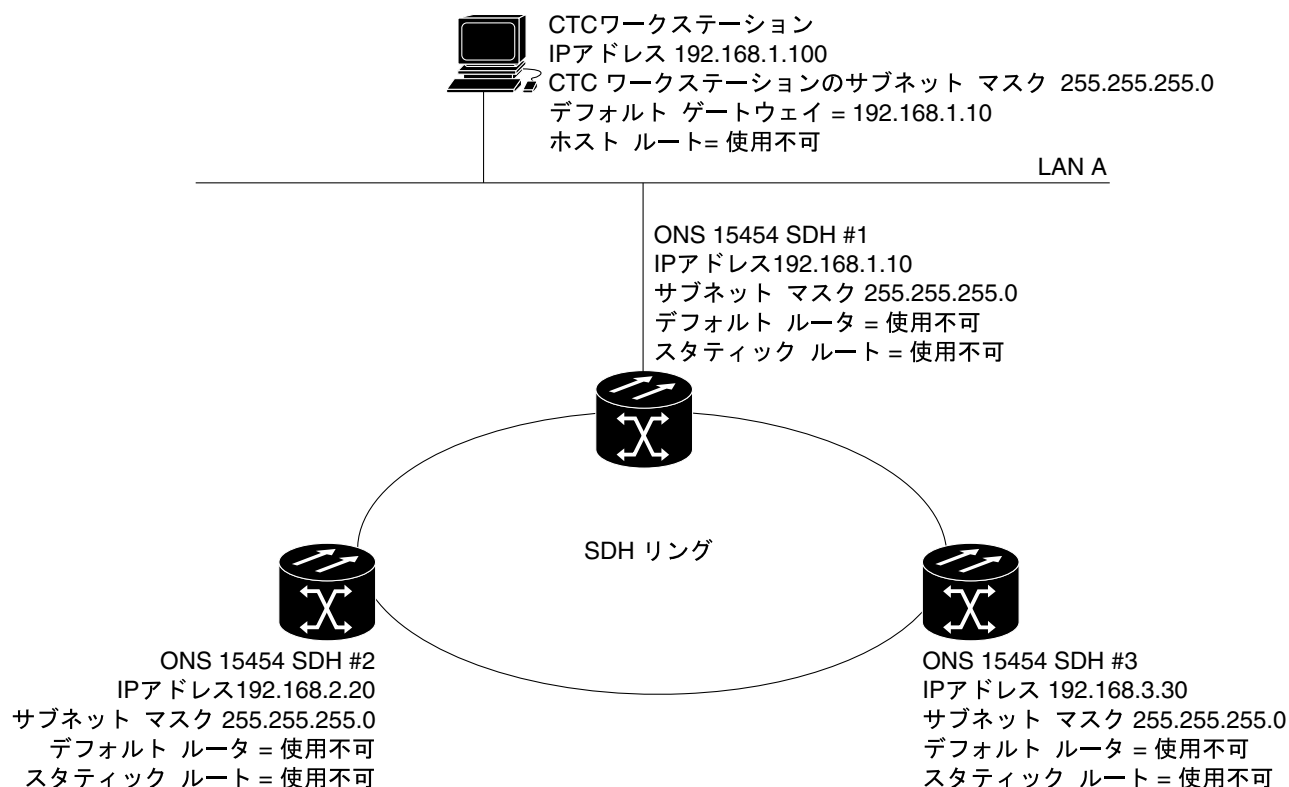 CTCワークステーション
IPアドレス 192.168.1.100
CTC ワークステーションのサブネット マスク 255.255.255.0
デフォルト ゲートウェイ = 192.168.1.10
ホスト ルート= 使用不可
LAN A
ONS 15454 SDH #1
IPアドレス192.168.1.10
サブネット マスク 255.255.255.0
デフォルト ルータ = 使用不可
スタティック ルート = 使用不可
SDH リング
ONS 15454 SDH #2
IPアドレス192.168.2.20
サブネット マスク 255.255.255.0
デフォルト ルータ = 使用不可
スタティック ルート = 使用不可
ONS 15454 SDH #3
IPアドレス 192.168.3.30
サブネット マスク 255.255.255.0
デフォルト ルータ = 使用不可
スタティック ルート = 使用不可